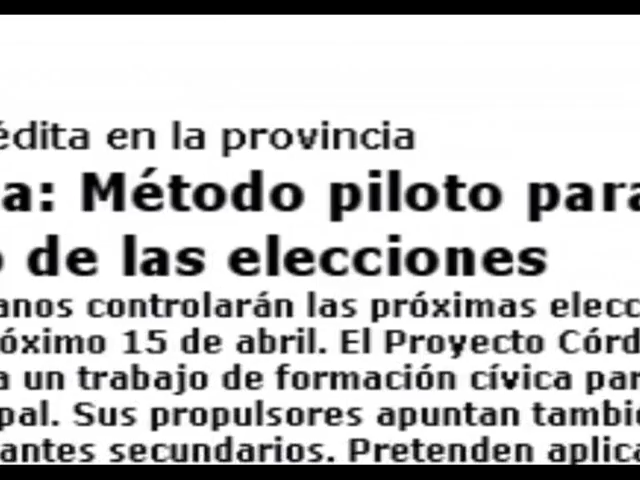 édita en la provincia
a: Método piloto para
o de las elecciones
anos controlarán las próximas elecc
óximo 15 de abril. El Proyecto Córd
a un trabajo de formación cívica par
pal. Sus propulsores apuntan tambié
antes secundarios. Pretenden aplica